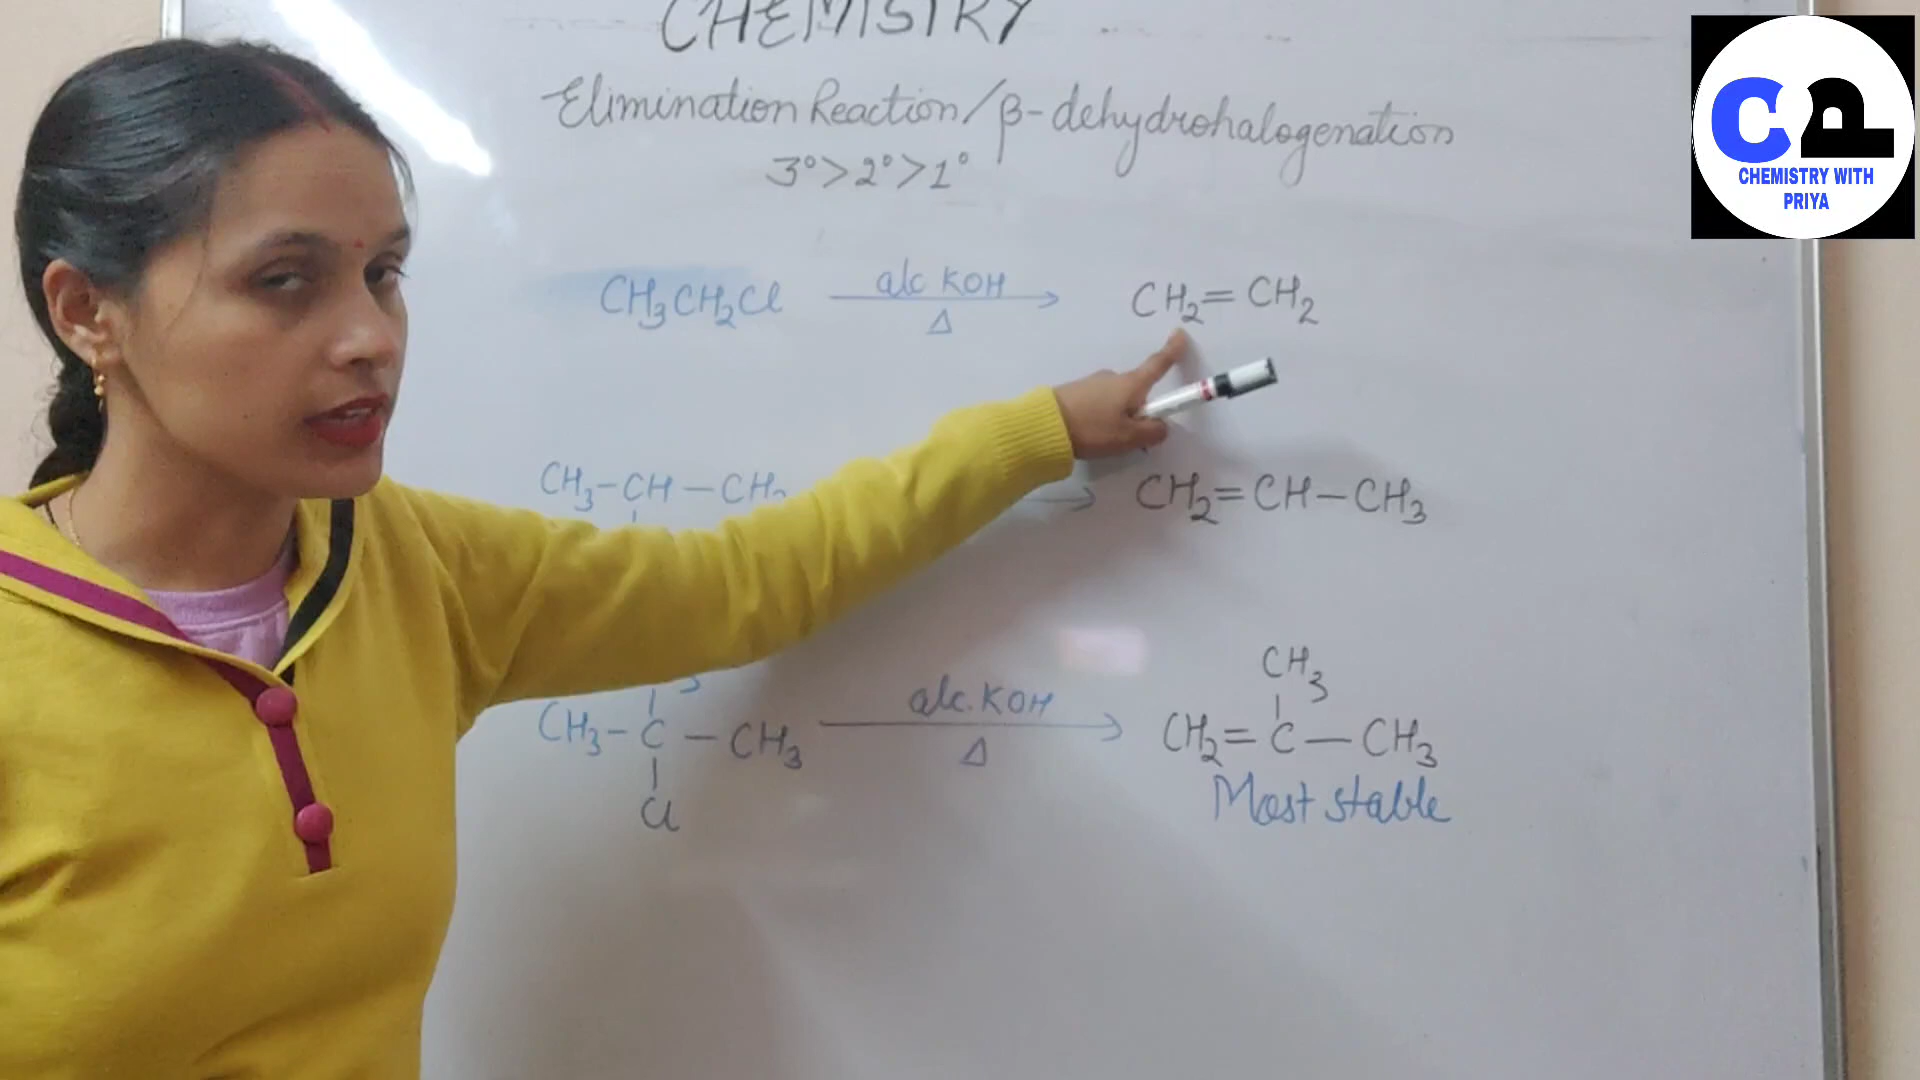 CHEMISTRY
Elimination Reaction/β-dehydrohalogenation
3°>2°>1°
CP
CHEMISTRY WITH
PRIYA
CH₃CH₂Cl alc KOH CH₂=CH₂
Δ
CH₃-CH-CH₃ CH₂=CH-CH₃
CH₃
alc. KOH
CH₃-C-CH₃ CH₂=C-CH₃
Δ
Cl
Most stable